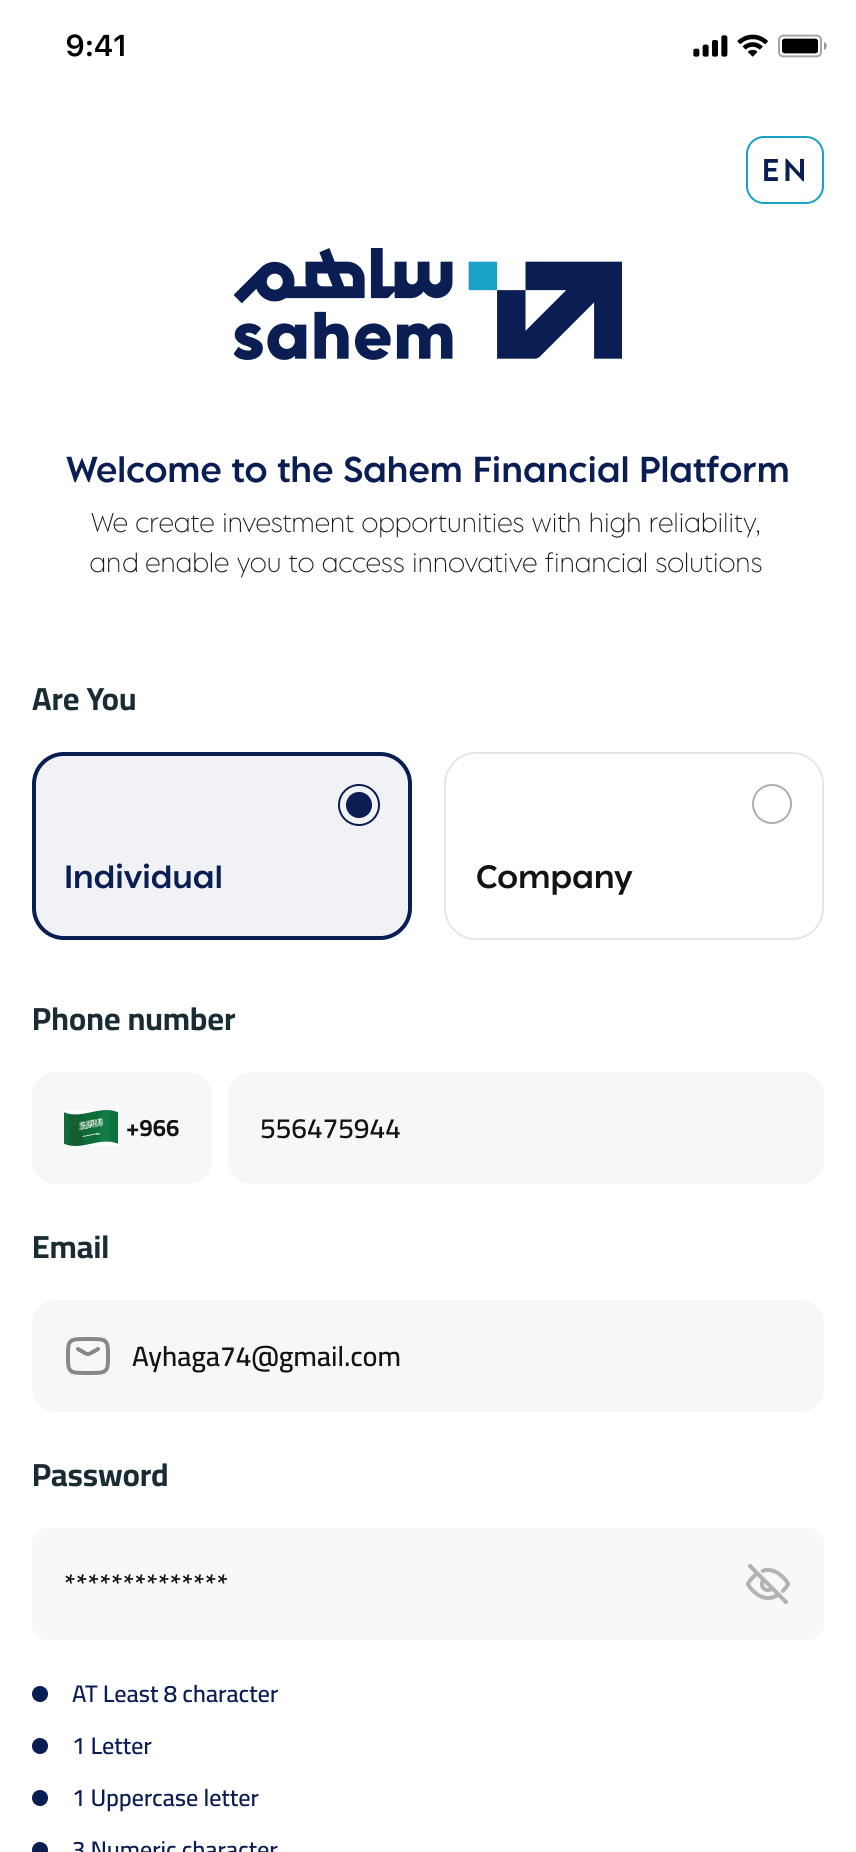 9:41
EN
ساهم
sahem
Welcome to the Sahem Financial Platform
We create investment opportunities with high reliability,
and enable you to access innovative financial solutions
Are You
Individual
Company
Phone number
+966
556475944
Email
Ayhaga74@gmail.com
Password
**************
AT Least 8 character
1 Letter
1 Uppercase letter
3 Numeric character